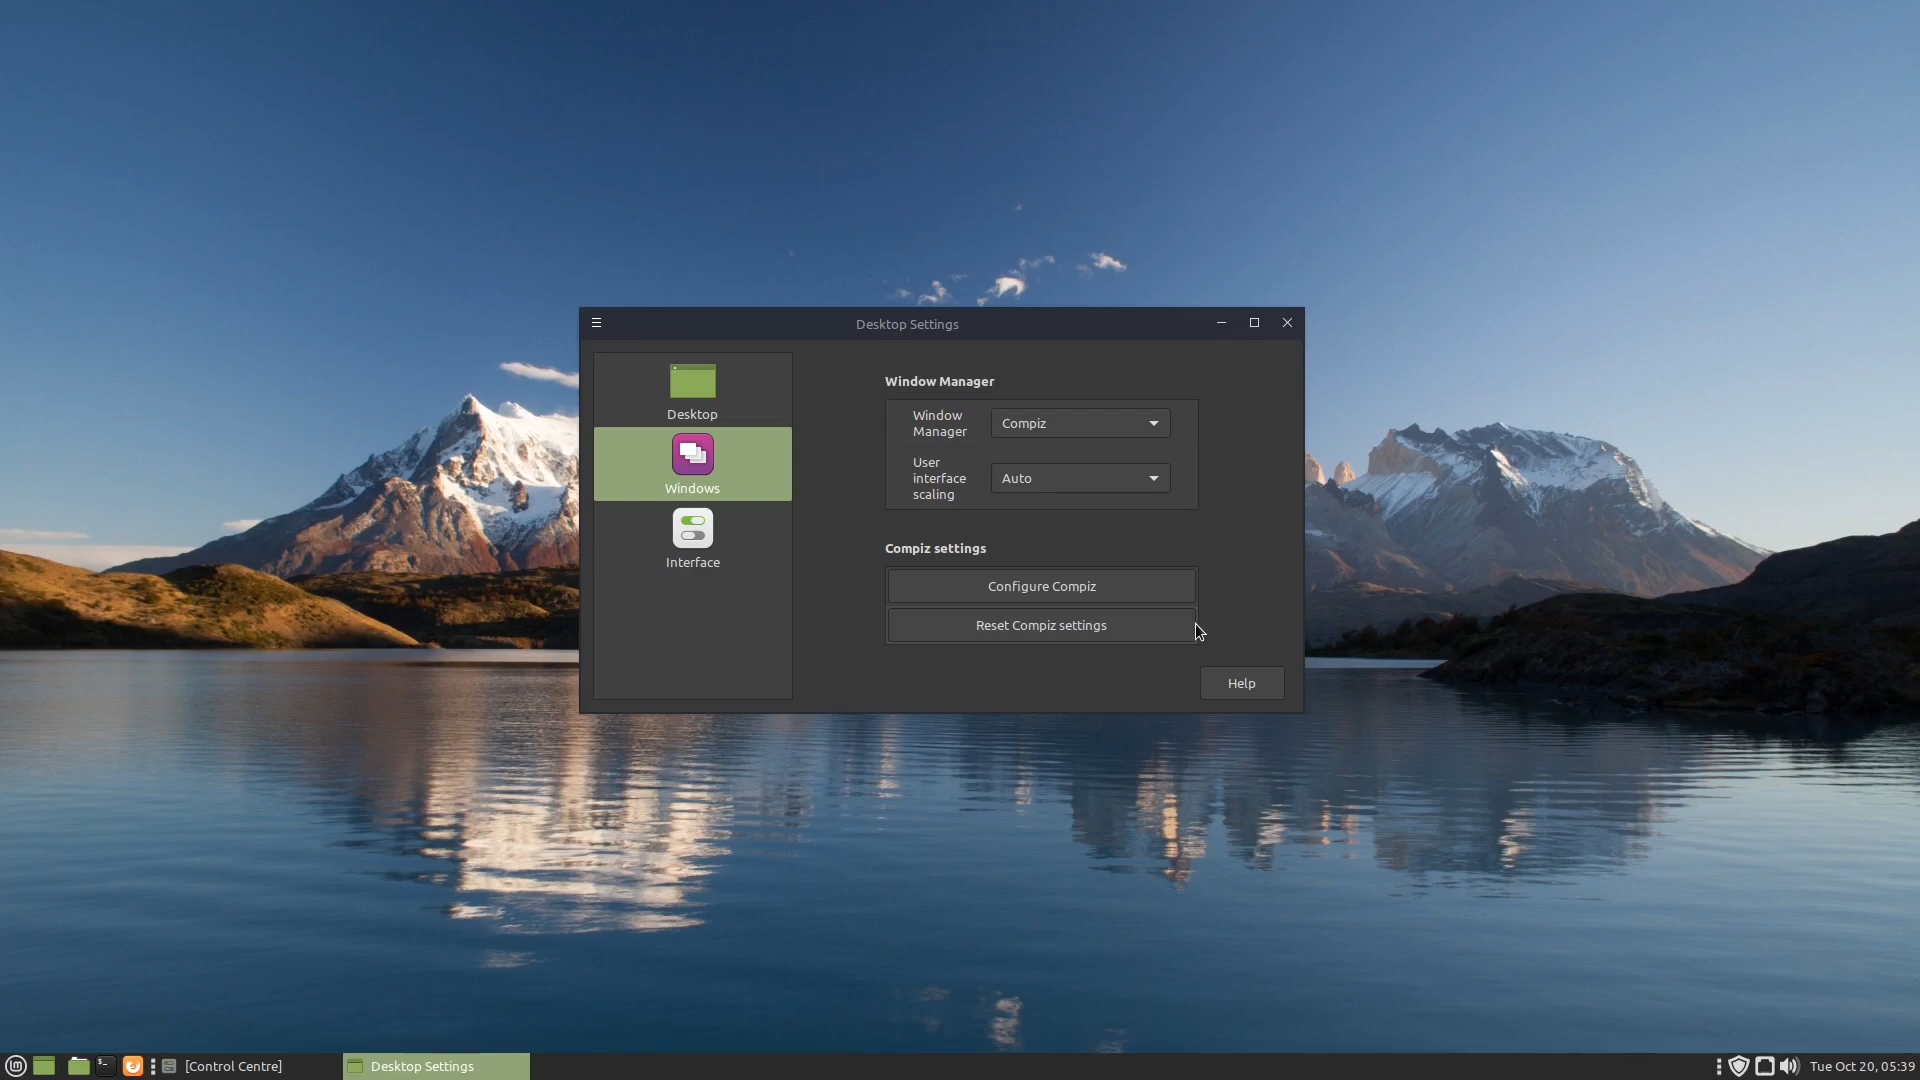 Desktop Settings
Desktop
Windows
Interface
Window Manager
Window
Manager
Compiz
User
interface
scaling
Auto
Compiz settings
Configure Compiz
Reset Compiz settings
Help
[Control Centre]
Desktop Settings
Tue Oct 20, 05:39